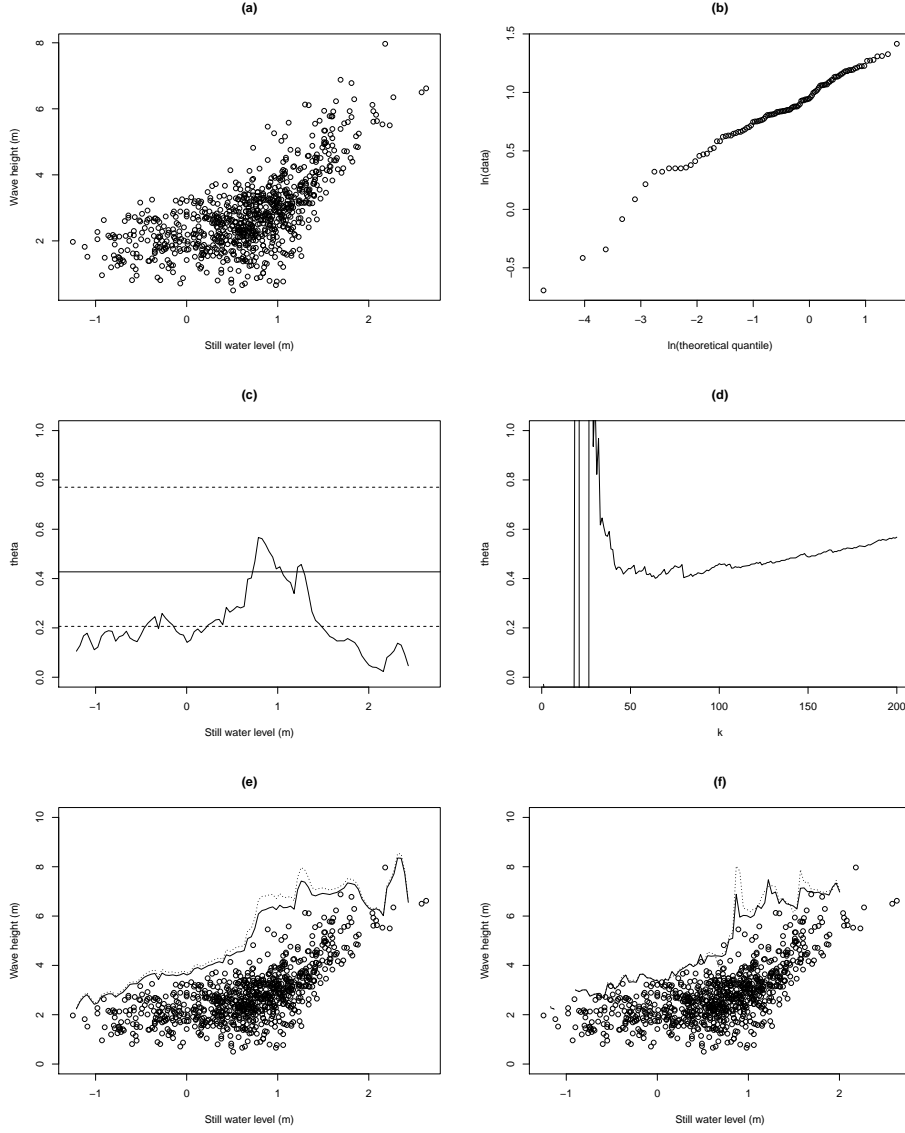 (a)
Wave height (m)
8
6
4
2
−1 0 1 2
Still water level (m)
(b)
ln(data)
1.5
1.0
0.5
0.0
−0.5
−4 −3 −2 −1 0 1
ln(theoretical quantile)
(c)
theta
1.0
0.8
0.6
0.4
0.2
0.0
−1 0 1 2
Still water level (m)
(d)
theta
1.0
0.8
0.6
0.4
0.2
0.0
0 50 100 150 200
k
(e)
Wave height (m)
10
8
6
4
2
0
−1 0 1 2
Still water level (m)
(f)
Wave height (m)
10
8
6
4
2
0
−1 0 1 2
Still water level (m)